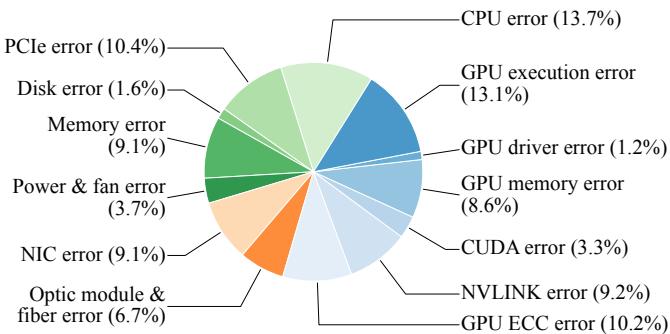 CPU error (13.7%)
GPU execution error
(13.1%)
GPU driver error (1.2%)
GPU memory error
(8.6%)
CUDA error (3.3%)
NVLINK error (9.2%)
GPU ECC error (10.2%)
Optic module &
fiber error (6.7%)
NIC error (9.1%)
Power & fan error
(3.7%)
Memory error
(9.1%)
Disk error (1.6%)
PCIe error (10.4%)